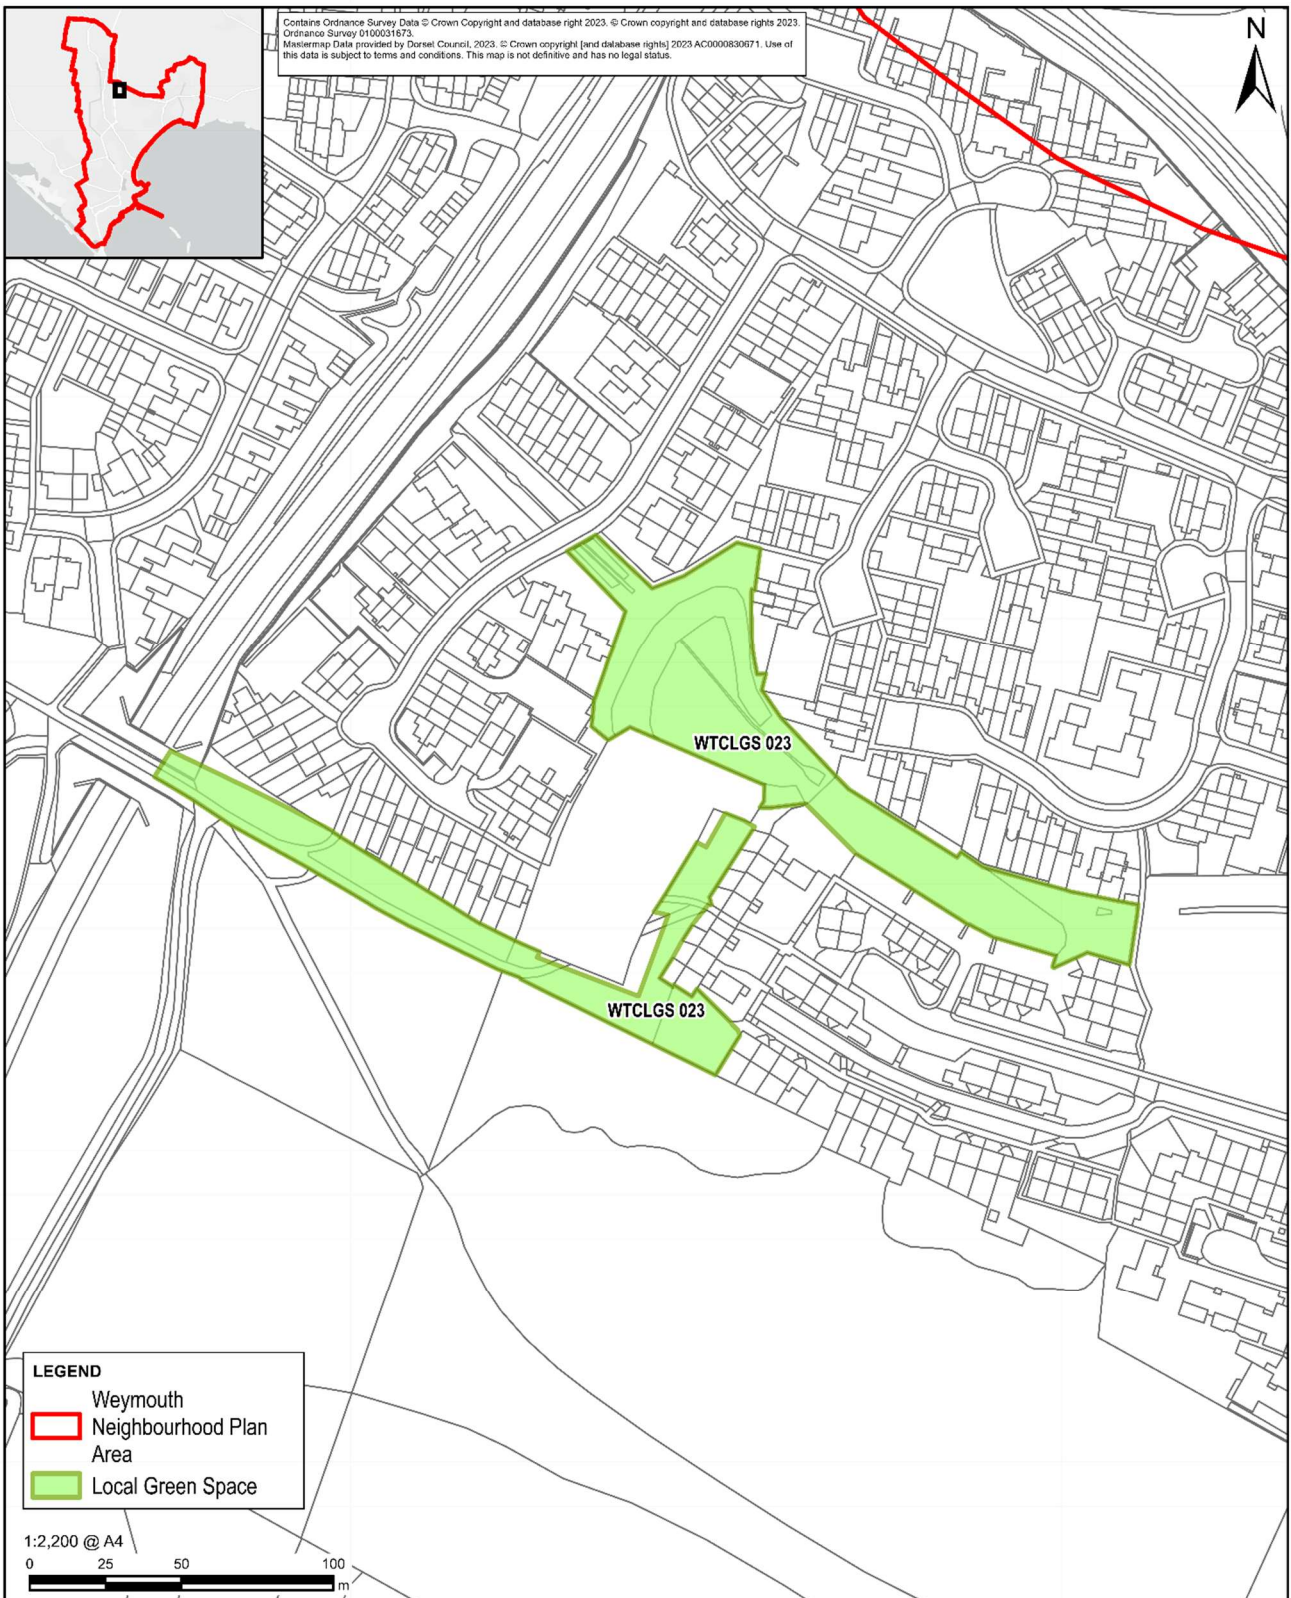 Contains Ordnance Survey Data © Crown Copyright and database right 2023. © Crown copyright and database rights 2023.
Ordnance Survey 0100031673.
Mastermap Data provided by Dorset Council, 2023. © Crown copyright [and database rights] 2023 AC0000830671. Use of
this data is subject to terms and conditions. This map is not definitive and has no legal status.
N
WTCLGS 023
WTCLGS 023
LEGEND
Weymouth
Neighbourhood Plan
Area
Local Green Space
1:2,200 @ A4
0 25 50 100
m